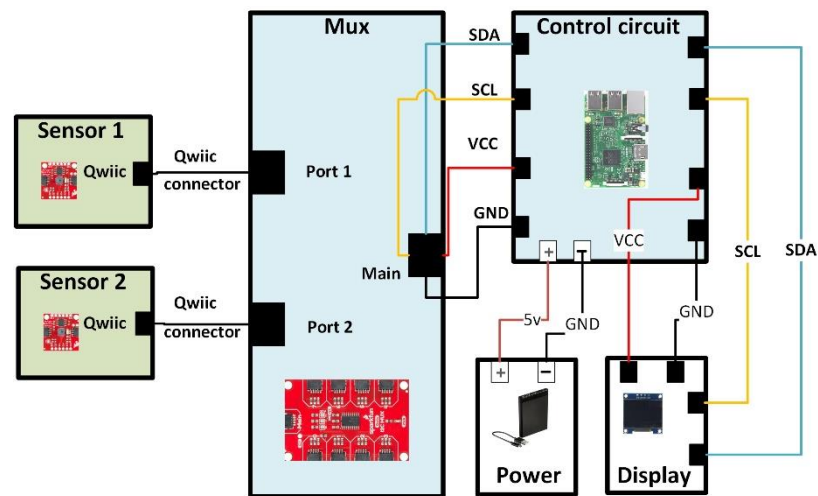 Mux
Control circuit
SDA
SCL
VCC
GND
Sensor 1
Qwiic
Qwiic
connector
Port 1
Main
Sensor 2
Qwiic
Qwiic
connector
Port 2
+
−
5v
GND
VCC
GND
SCL
SDA
+
−
Power
Display